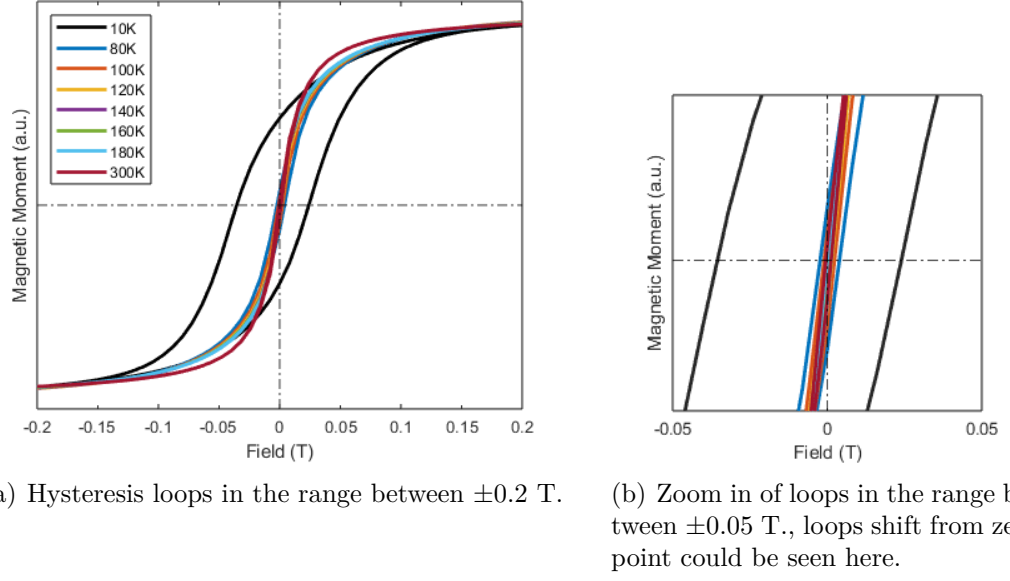 10K
80K
100K
120K
140K
160K
180K
300K
Magnetic Moment (a.u.)
-0.2 -0.15 -0.1 -0.05 0 0.05 0.1 0.15 0.2
Field (T)
) Hysteresis loops in the range between ±0.2 T.
Magnetic Moment (a.u.)
-0.05 0 0.05
Field (T)
(b) Zoom in of loops in the range b
tween ±0.05 T., loops shift from ze
point could be seen here.